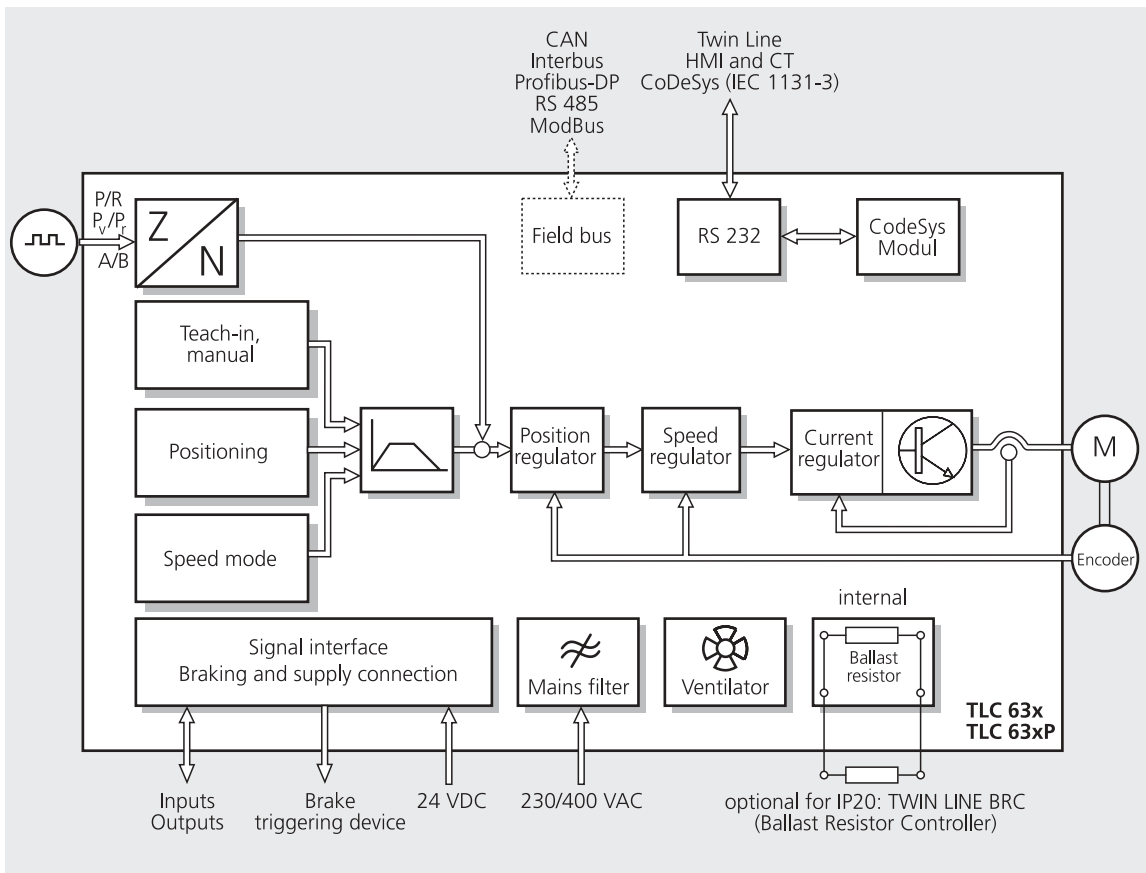 CAN
Interbus
Profibus-DP
RS 485
ModBus
Twin Line
HMI and CT
CoDeSys (IEC 1131-3)
P/R
Pv/Pr
A/B
Z
N
Field bus
RS 232
CodeSys
Modul
Teach-in,
manual
Positioning
Speed mode
Position
regulator
Speed
regulator
Current
regulator
M
Encoder
Signal interface
Braking and supply connection
Mains filter
Ventilator
internal
Ballast
resistor
TLC 63x
TLC 63xP
Inputs
Outputs
Brake
triggering device
24 VDC
230/400 VAC
optional for IP20: TWIN LINE BRC
(Ballast Resistor Controller)